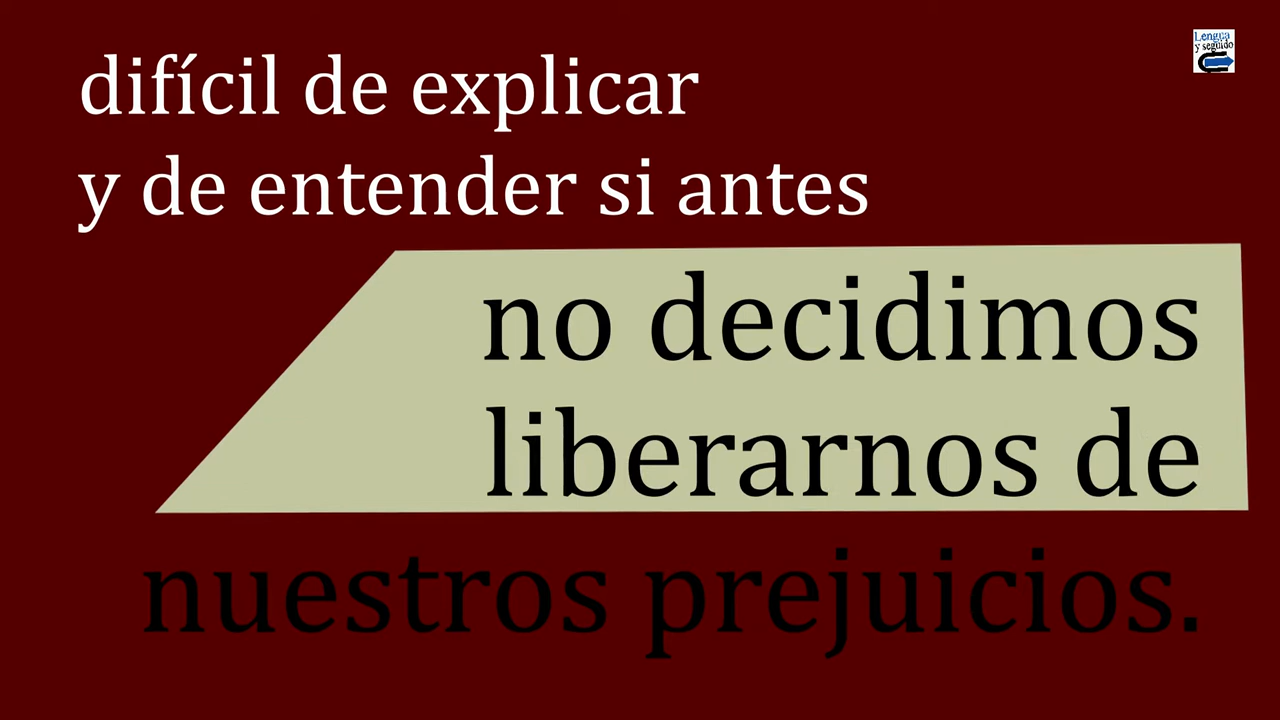 Lengua
y seguido
difícil de explicar
y de entender si antes
no decidimos
liberarnos de
nuestros prejuicios.